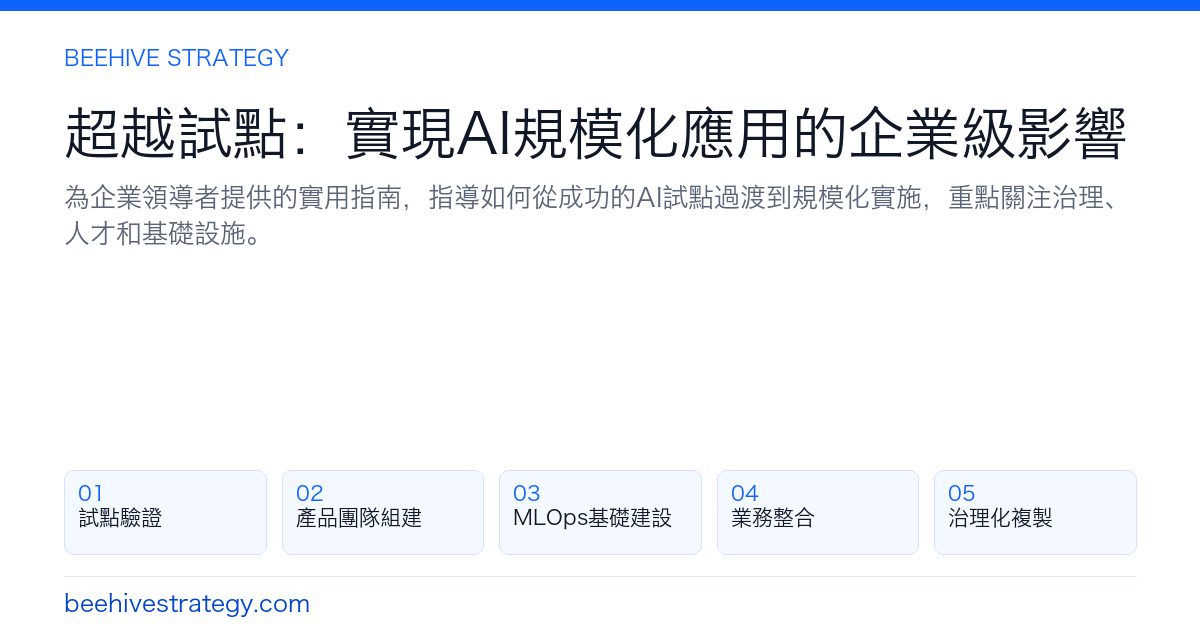 BEEHIVE STRATEGY
超越試點：實現AI規模化應用的企業級影響
為企業領導者提供的實用指南，指導如何從成功的AI試點過渡到規模化實施，重點關注治理、
人才和基礎設施。
01
試點驗證
02
產品團隊組建
03
MLOps基礎建設
04
業務整合
05
治理化複製
beehivestrategy.com